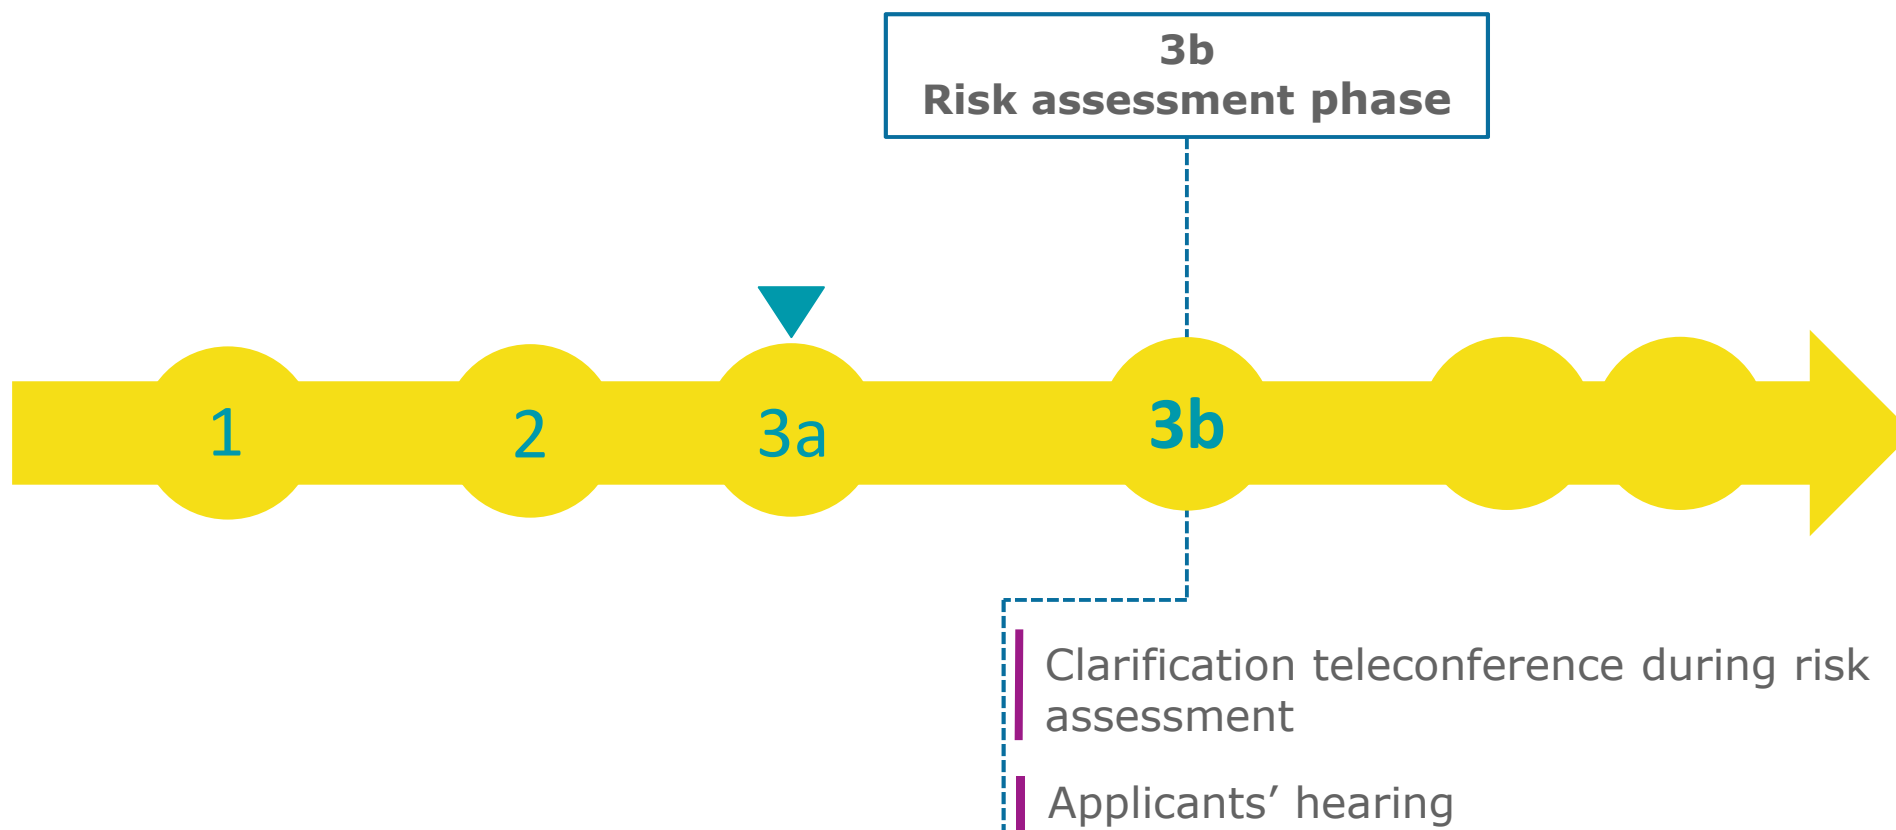 3b
Risk assessment phase
1
2
3a
3b
Clarification teleconference during risk
assessment
Applicants’ hearing